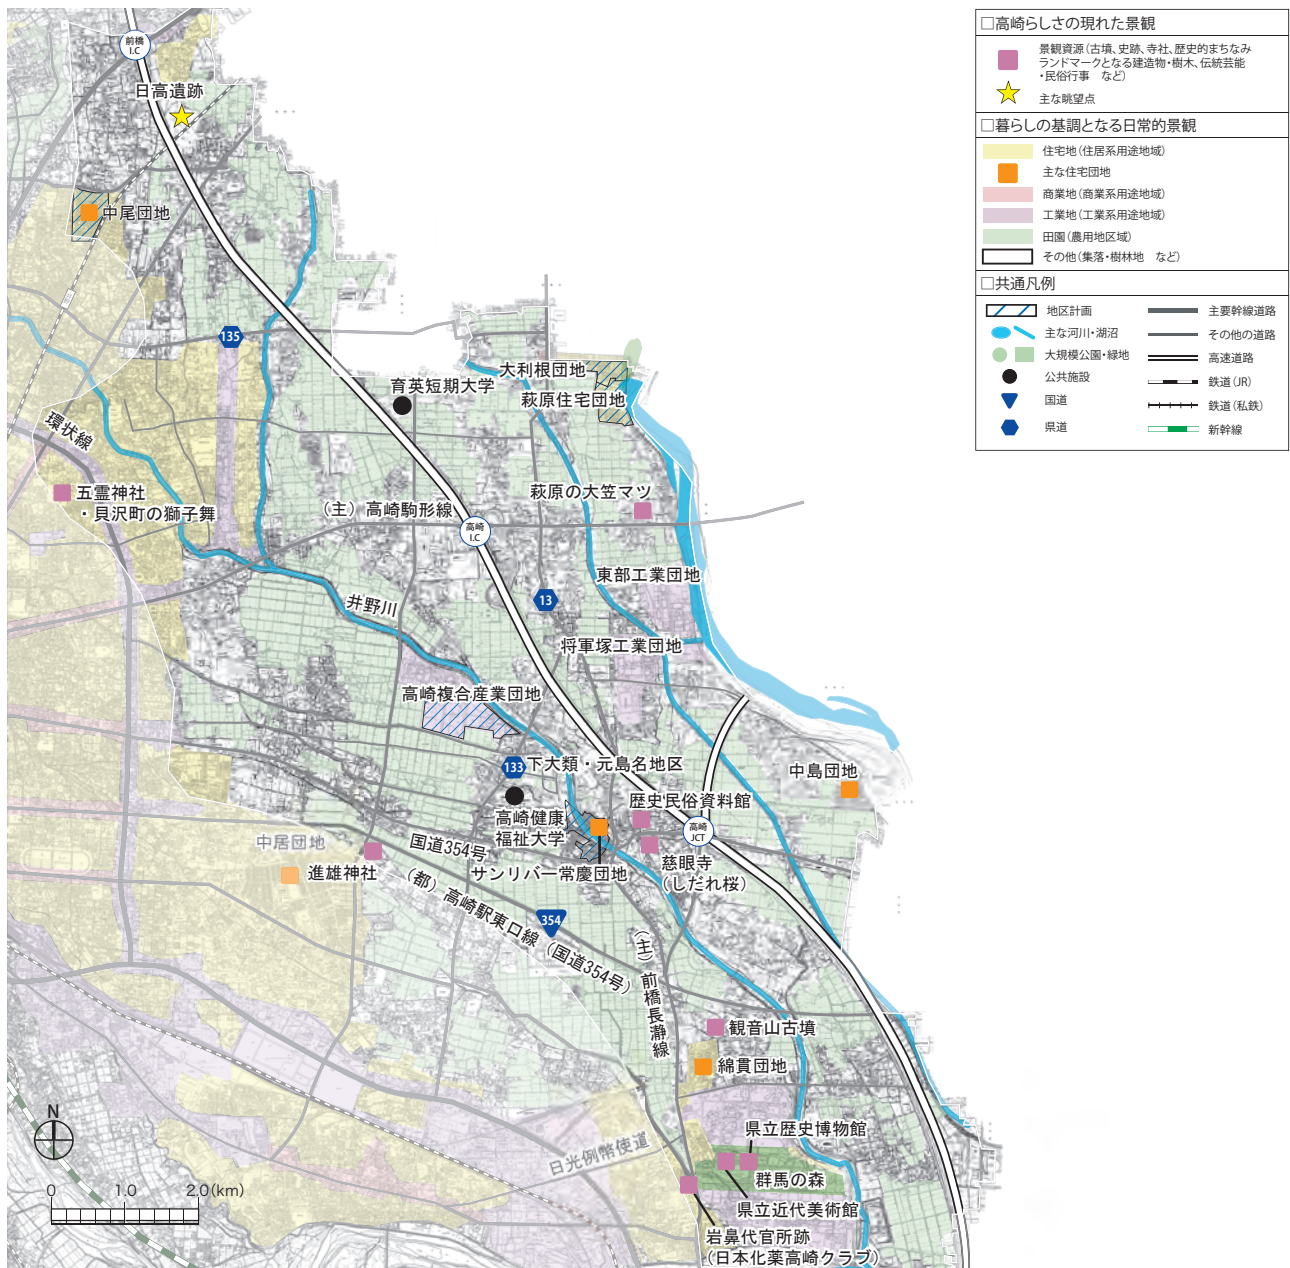 □高崎らしさの現れた景観
景観資源（古墳、史跡、寺社、歴史的まちなみ
ランドマークとなる建造物・樹木、伝統芸能
・民俗行事　など）
主な眺望点
□暮らしの基調となる日常的景観
住宅地（住居系用途地域）
主な住宅団地
商業地（商業系用途地域）
工業地（工業系用途地域）
田園（農用地区域）
その他（集落・樹林地　など）
□共通凡例
地区計画
主な河川・湖沼
大規模公園・緑地
公共施設
国道
県道
主要幹線道路
その他の道路
高速道路
鉄道（JR）
鉄道（私鉄）
新幹線
前橋
I.C
日高遺跡
中尾団地
135
育英短期大学
大利根団地
萩原住宅団地
環状線
五霊神社
・貝沢町の獅子舞
（主）高崎駒形線
高崎
I.C
萩原の大笠マツ
東部工業団地
13
井野川
将軍塚工業団地
高崎複合産業団地
133
下大類・元島名地区
中島団地
歴史民俗資料館
高崎健康
福祉大学
高崎
JCT
中居団地
進雄神社
国道354号
サンリバー常慶団地
慈眼寺
（しだれ桜）
（都）高崎駅東口線（国道354号）
354
（主）前橋長瀞線
観音山古墳
綿貫団地
県立歴史博物館
日光例幣使道
群馬の森
県立近代美術館
岩鼻代官所跡
（日本化薬高崎クラブ）
N
0
1.0
2.0(km)